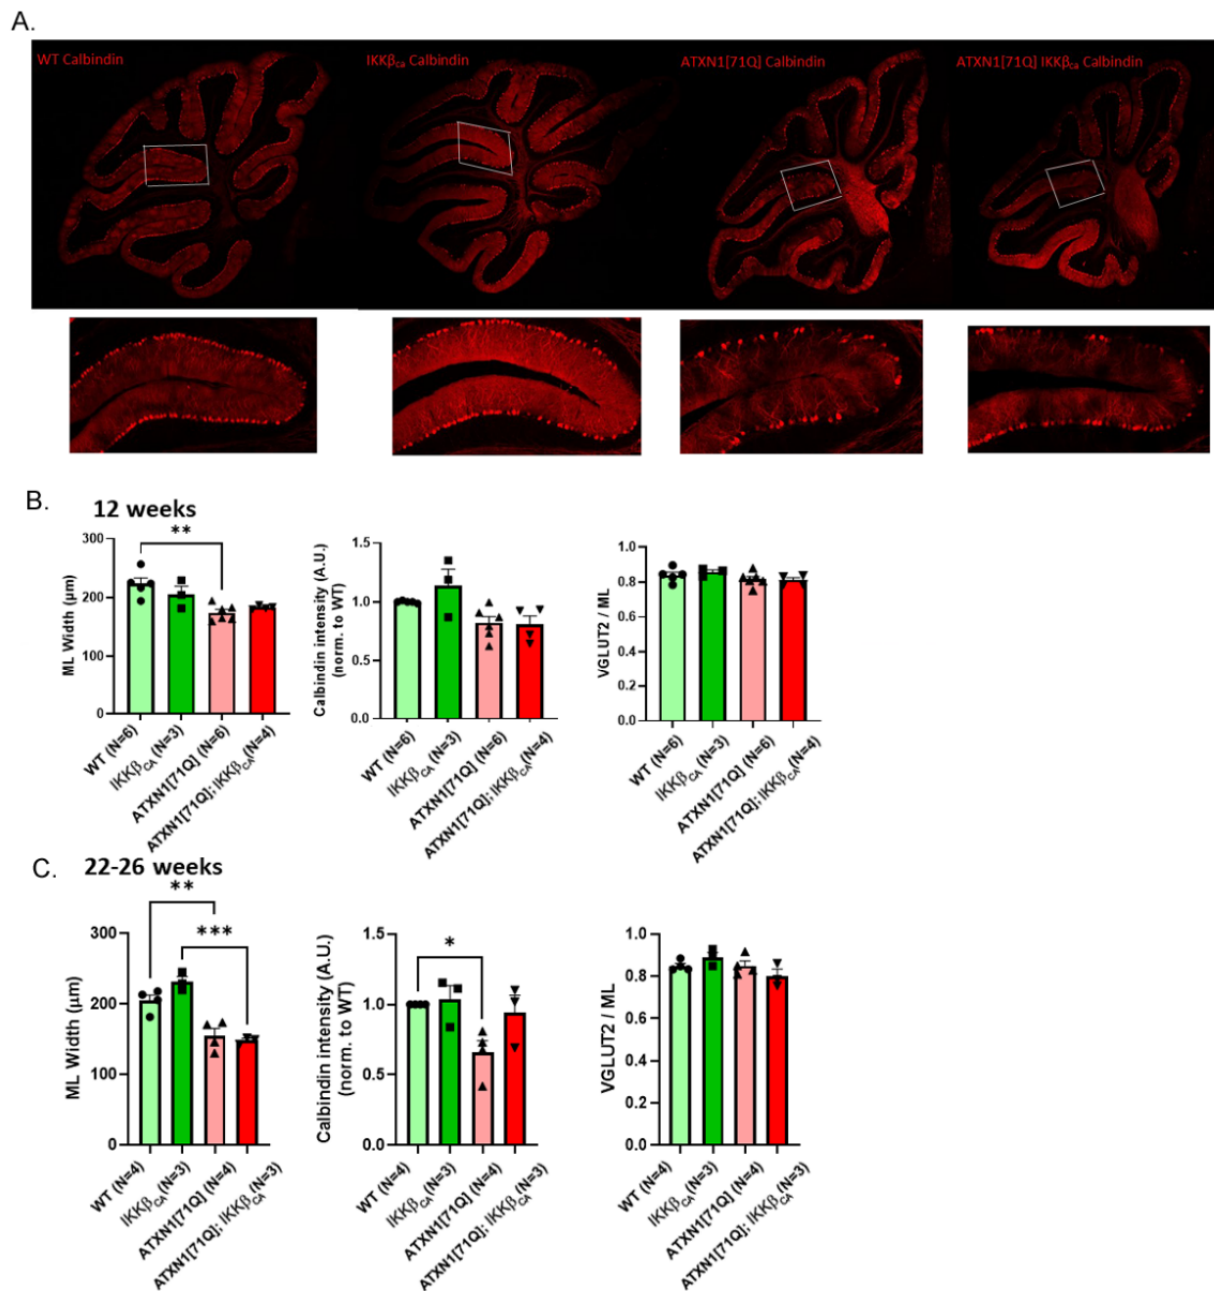 A.
WT Calbindin
IKKβca Calbindin
ATXN1[71Q] Calbindin
ATXN1[71Q] IKKβca Calbindin
B.
12 weeks
ML Width (μm)
300
200
100
0
**
WT (N=6)
IKKβCA (N=3)
ATXN1[71Q] (N=6)
ATXN1[71Q]; IKKβCA(N=4)
Calbindin intensity (A.U.)
(norm. to WT)
1.5
1.0
0.5
0.0
WT (N=6)
IKKβCA (N=3)
ATXN1[71Q] (N=6)
ATXN1[71Q]; IKKβCA(N=4)
VGLUT2 / ML
1.0
0.8
0.6
0.4
0.2
0.0
WT (N=6)
IKKβCA (N=3)
ATXN1[71Q] (N=6)
ATXN1[71Q]; IKKβCA(N=4)
C.
22-26 weeks
ML Width (μm)
300
200
100
0
**
***
WT (N=4)
IKKβCA (N=3)
ATXN1[71Q] (N=4)
ATXN1[71Q]; IKKβCA(N=3)
Calbindin intensity (A.U.)
(norm. to WT)
1.5
1.0
0.5
0.0
*
WT (N=4)
IKKβCA (N=3)
ATXN1[71Q] (N=4)
ATXN1[71Q]; IKKβCA(N=3)
VGLUT2 / ML
1.0
0.8
0.6
0.4
0.2
0.0
WT (N=4)
IKKβCA (N=3)
ATXN1[71Q] (N=4)
ATXN1[71Q]; IKKβCA(N=3)